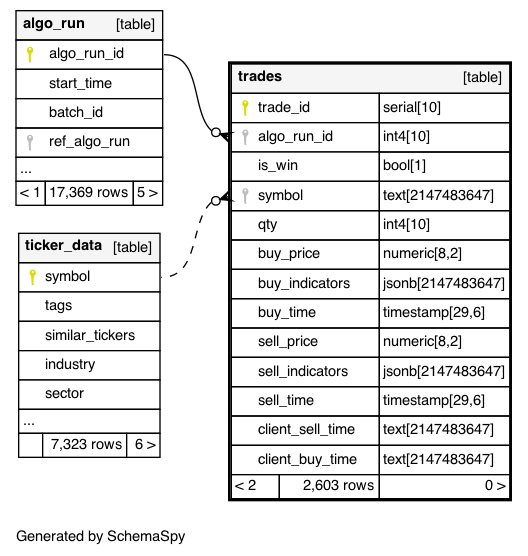 algo_run [table]
algo_run_id
start_time
batch_id
ref_algo_run
...
< 1 17,369 rows 5 >
trades [table]
trade_id serial[10]
algo_run_id int4[10]
is_win bool[1]
symbol text[2147483647]
qty int4[10]
buy_price numeric[8,2]
buy_indicators jsonb[2147483647]
buy_time timestamp[29,6]
sell_price numeric[8,2]
sell_indicators jsonb[2147483647]
sell_time timestamp[29,6]
client_sell_time text[2147483647]
client_buy_time text[2147483647]
< 2 2,603 rows 0 >
ticker_data [table]
symbol
tags
similar_tickers
industry
sector
...
7,323 rows 6 >
Generated by SchemaSpy